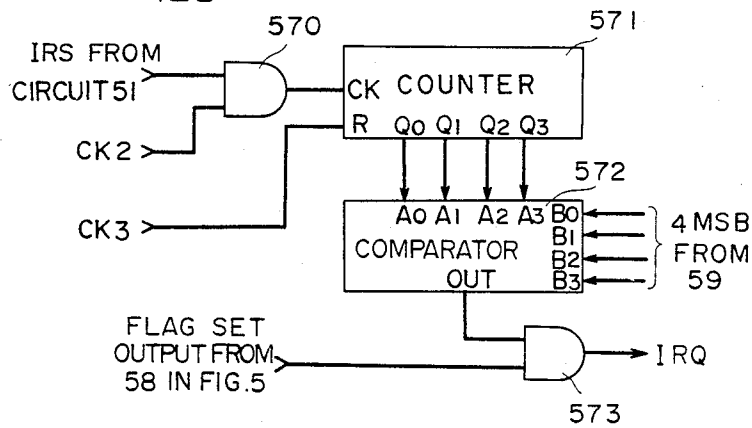 570
571
IRS FROM
CIRCUIT 51
CK COUNTER
R Q0 Q1 Q2 Q3
CK2
CK3
572
A0 A1 A2 A3 B0
B1
COMPARATOR B2
OUT B3
4 MSB
FROM
59
FLAG SET
OUTPUT FROM
58 IN FIG.5
IRQ
573